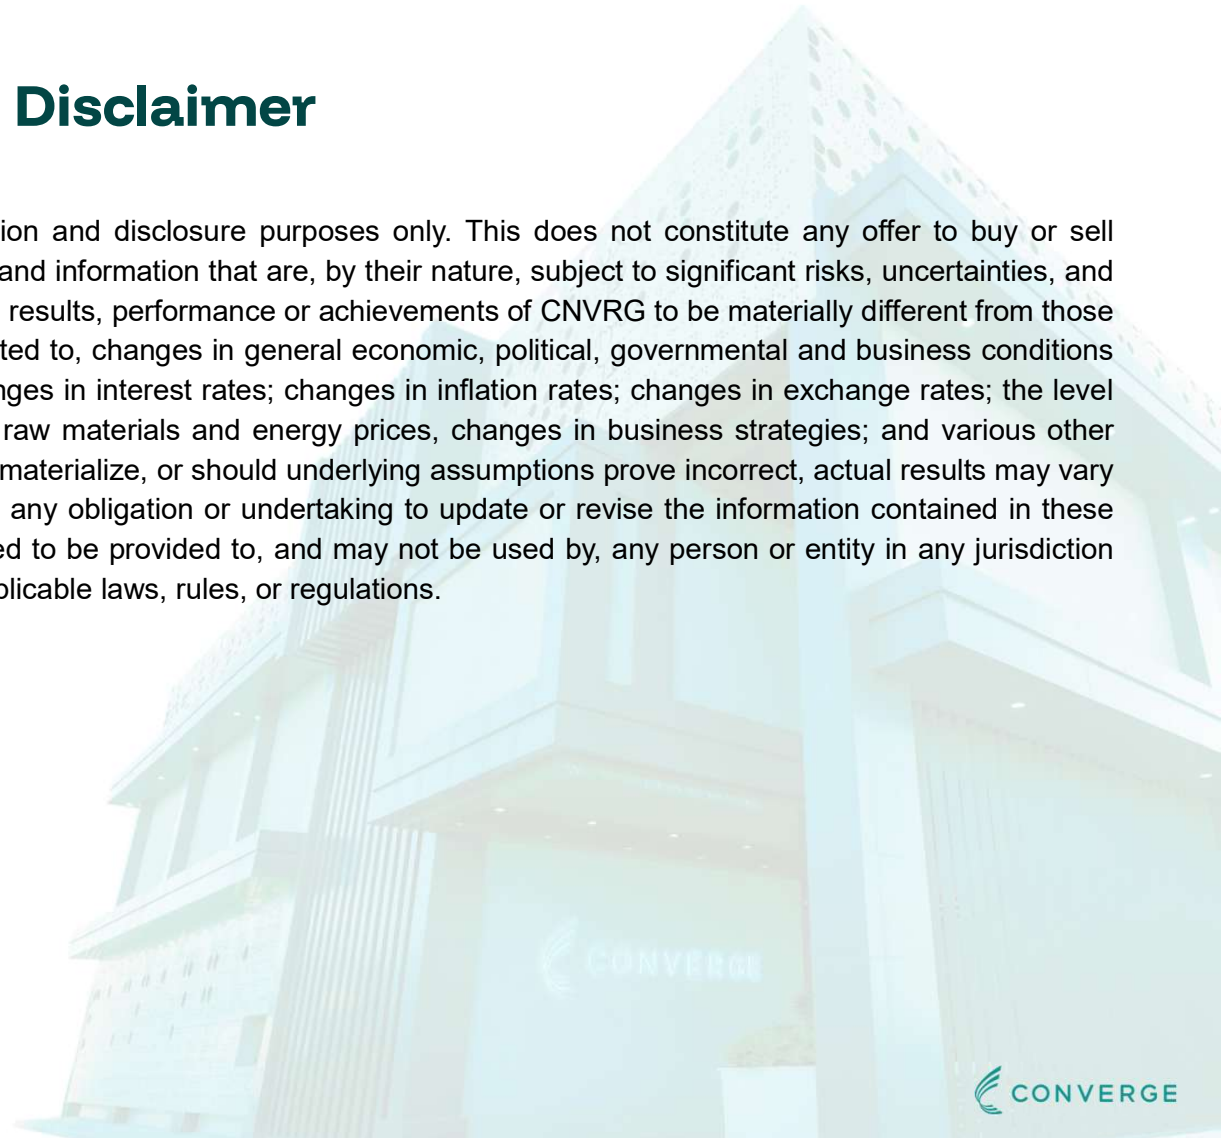 Disclaimer
tion and disclosure purposes only. This does not constitute any offer to buy or sell
and information that are, by their nature, subject to significant risks, uncertainties, and
results, performance or achievements of CNVRG to be materially different from those
ted to, changes in general economic, political, governmental and business conditions
nges in interest rates; changes in inflation rates; changes in exchange rates; the level
raw materials and energy prices, changes in business strategies; and various other
materialize, or should underlying assumptions prove incorrect, actual results may vary
any obligation or undertaking to update or revise the information contained in these
ed to be provided to, and may not be used by, any person or entity in any jurisdiction
plicable laws, rules, or regulations.
CONVERGE
CONVERGE